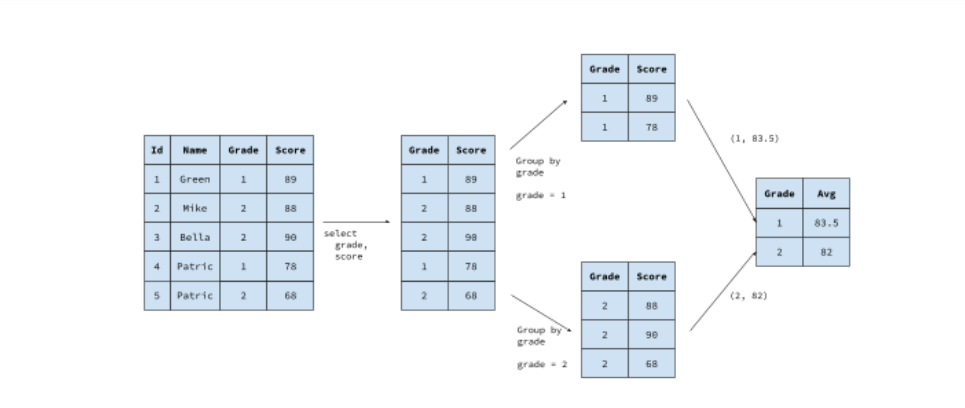 Id Name Grade Score
1 Green 1 89
2 Mike 2 88
3 Bella 2 90
4 Patric 1 78
5 Patric 2 68
select
grade,
score
Grade Score
1 89
2 88
2 90
1 78
2 68
Group by
grade
grade = 1
Grade Score
1 89
1 78
Group by
grade
grade = 2
Grade Score
2 88
2 90
2 68
(1, 83.5)
(2, 82)
Grade Avg
1 83.5
2 82